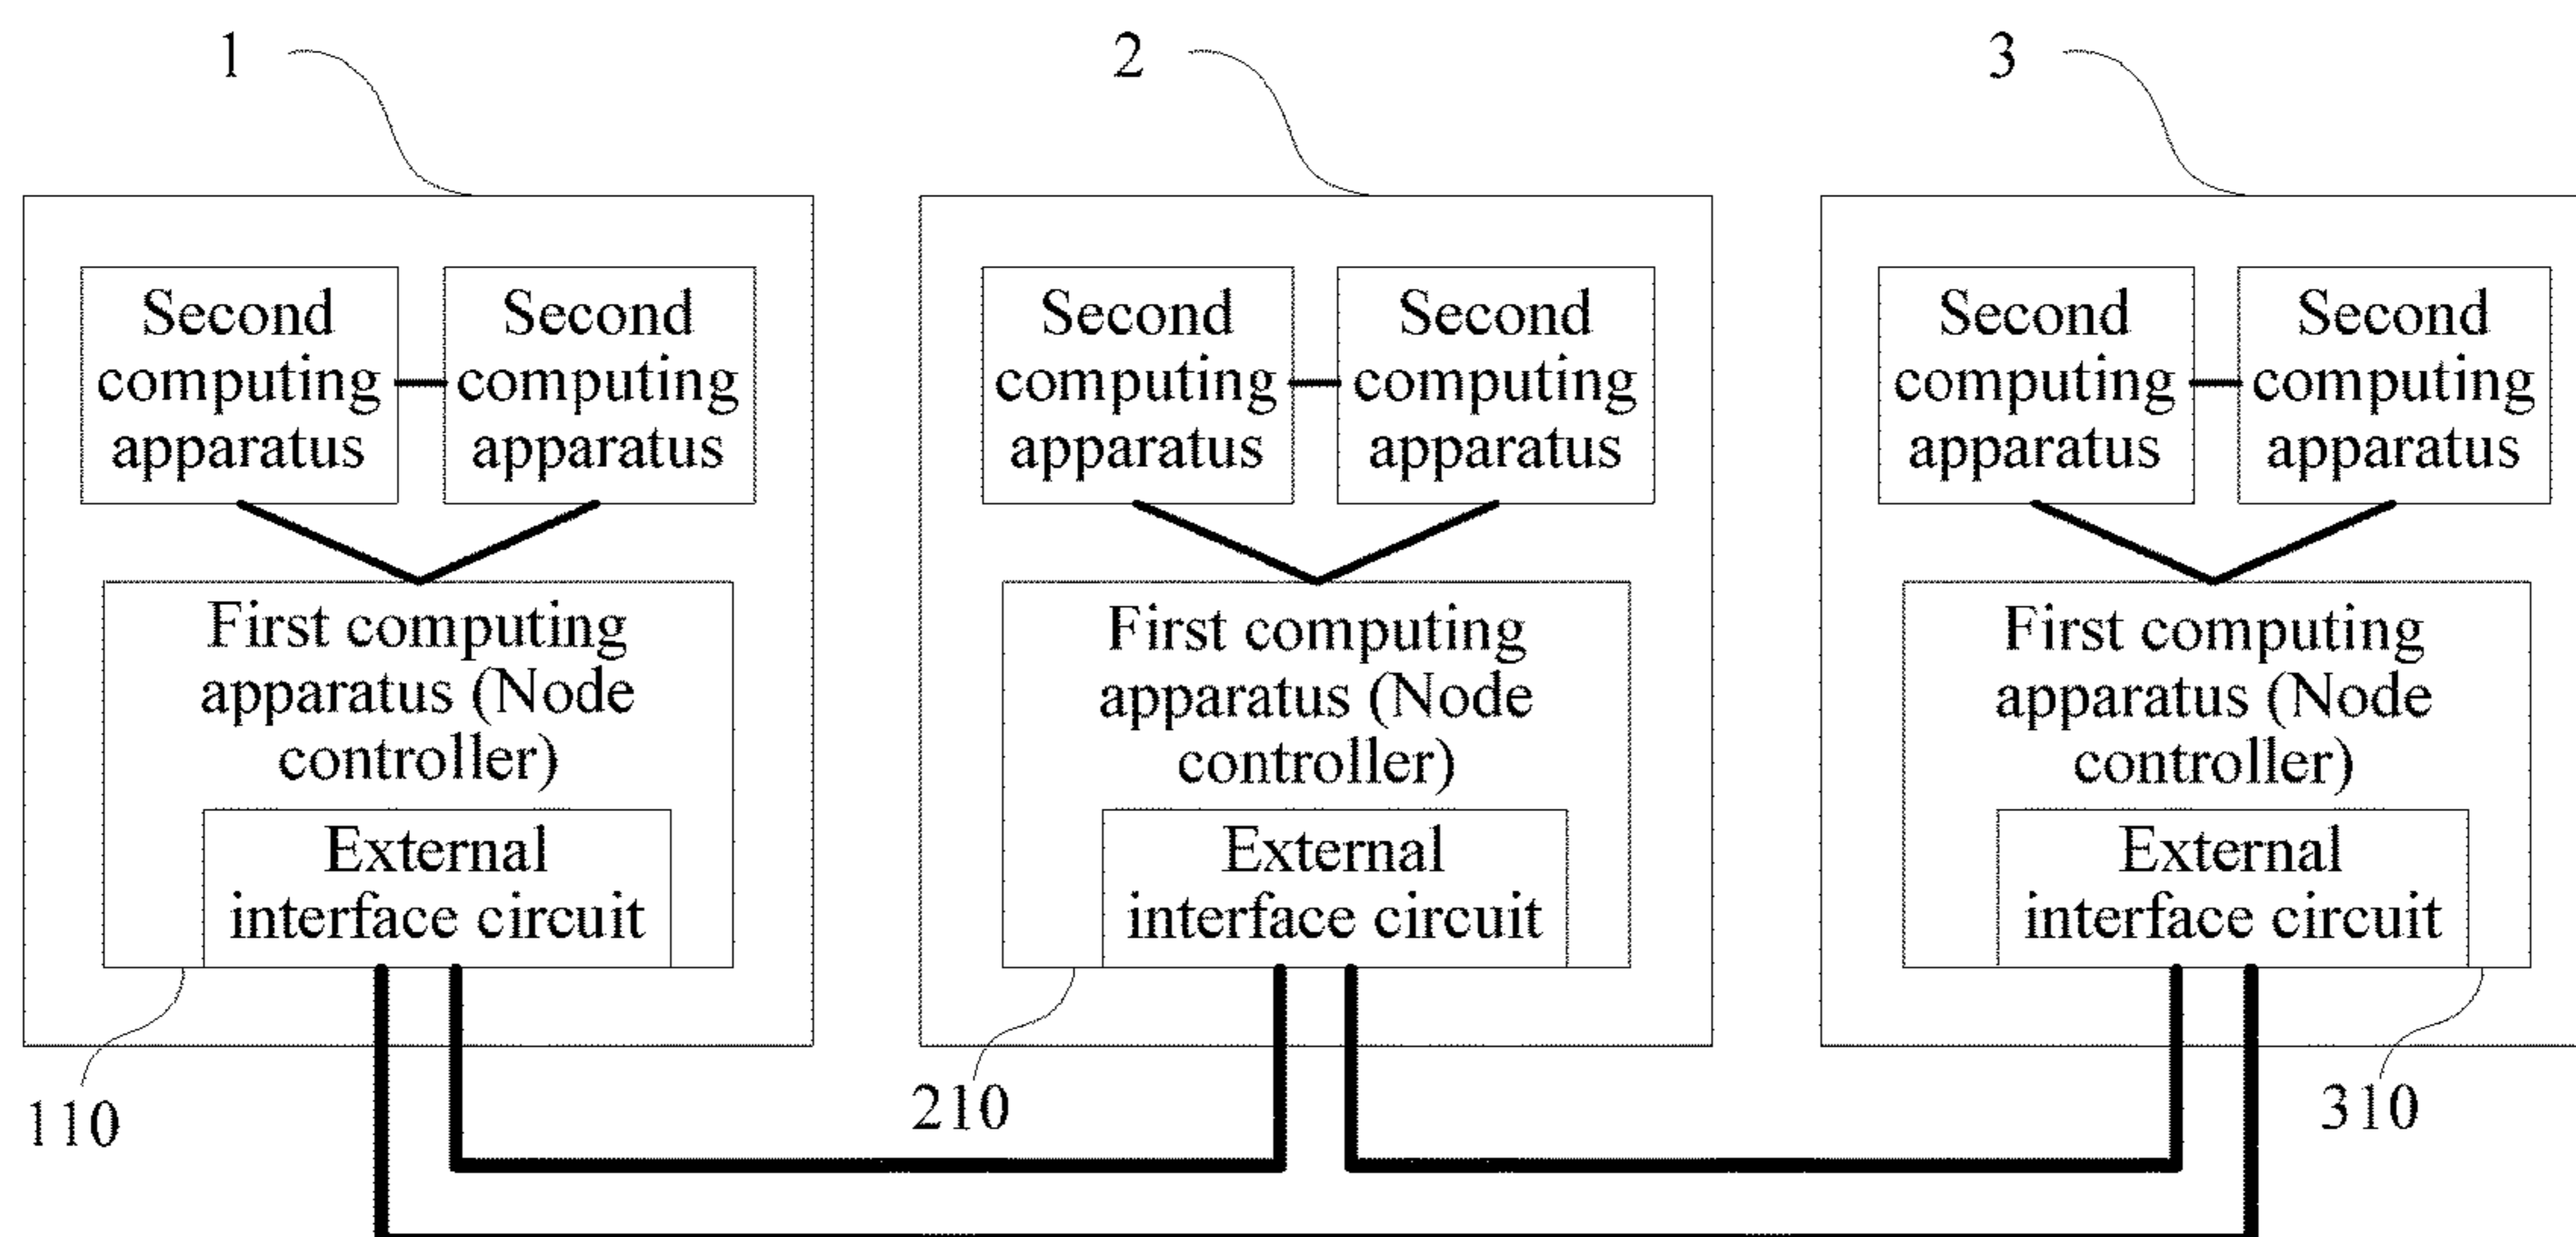 1
2
3
Second
computing
apparatus
Second
computing
apparatus
Second
computing
apparatus
Second
computing
apparatus
Second
computing
apparatus
Second
computing
apparatus
First computing
apparatus (Node
controller)
First computing
apparatus (Node
controller)
First computing
apparatus (Node
controller)
External
interface circuit
External
interface circuit
External
interface circuit
110
210
310